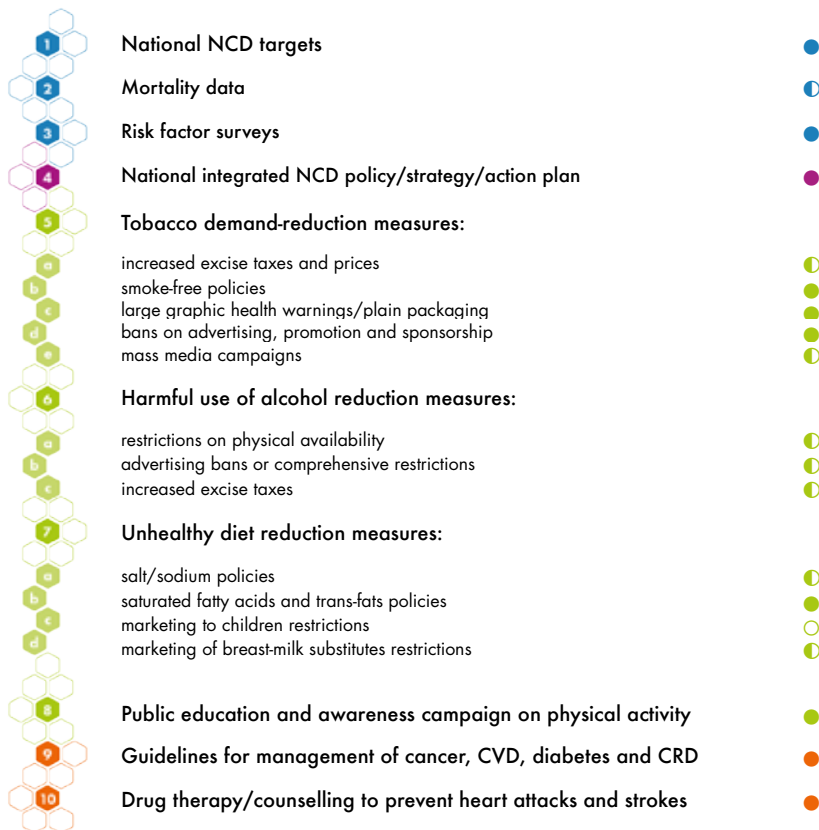 1 National NCD targets
2 Mortality data
3 Risk factor surveys
4 National integrated NCD policy/strategy/action plan
5 Tobacco demand-reduction measures:
a increased excise taxes and prices
b smoke-free policies
c large graphic health warnings/plain packaging
d bans on advertising, promotion and sponsorship
e mass media campaigns
6 Harmful use of alcohol reduction measures:
a restrictions on physical availability
b advertising bans or comprehensive restrictions
c increased excise taxes
7 Unhealthy diet reduction measures:
a salt/sodium policies
b saturated fatty acids and trans-fats policies
c marketing to children restrictions
d marketing of breast-milk substitutes restrictions
8 Public education and awareness campaign on physical activity
9 Guidelines for management of cancer, CVD, diabetes and CRD
10 Drug therapy/counselling to prevent heart attacks and strokes